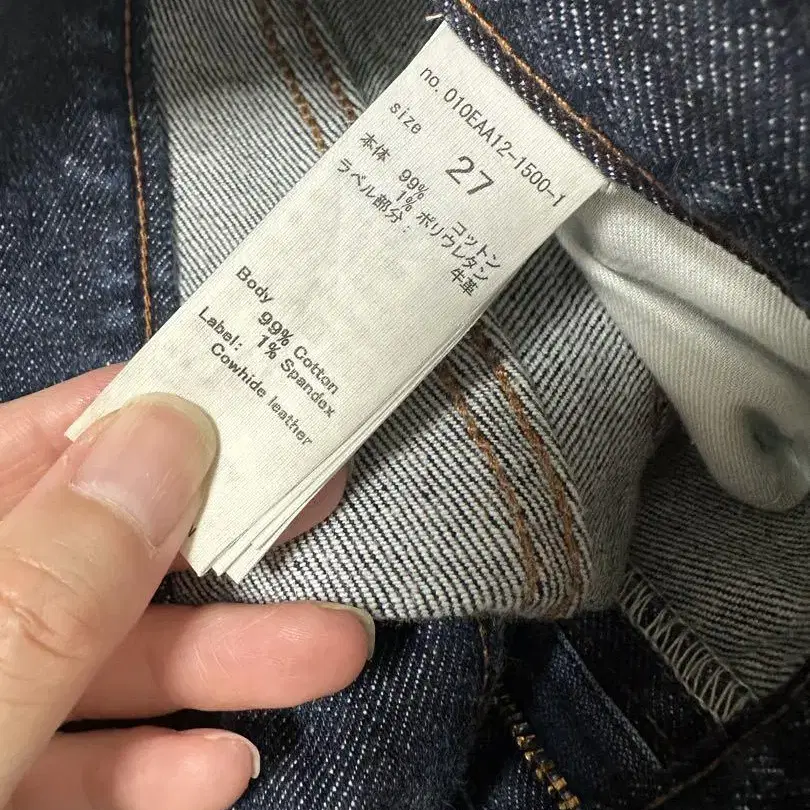 no. 010EAA12-1500-1
size 27
本体 99% コットン
1% ポリウレタン
ラベル部分: 牛革
Body 99% Cotton
1% Spandex
Label: Cowhide leather